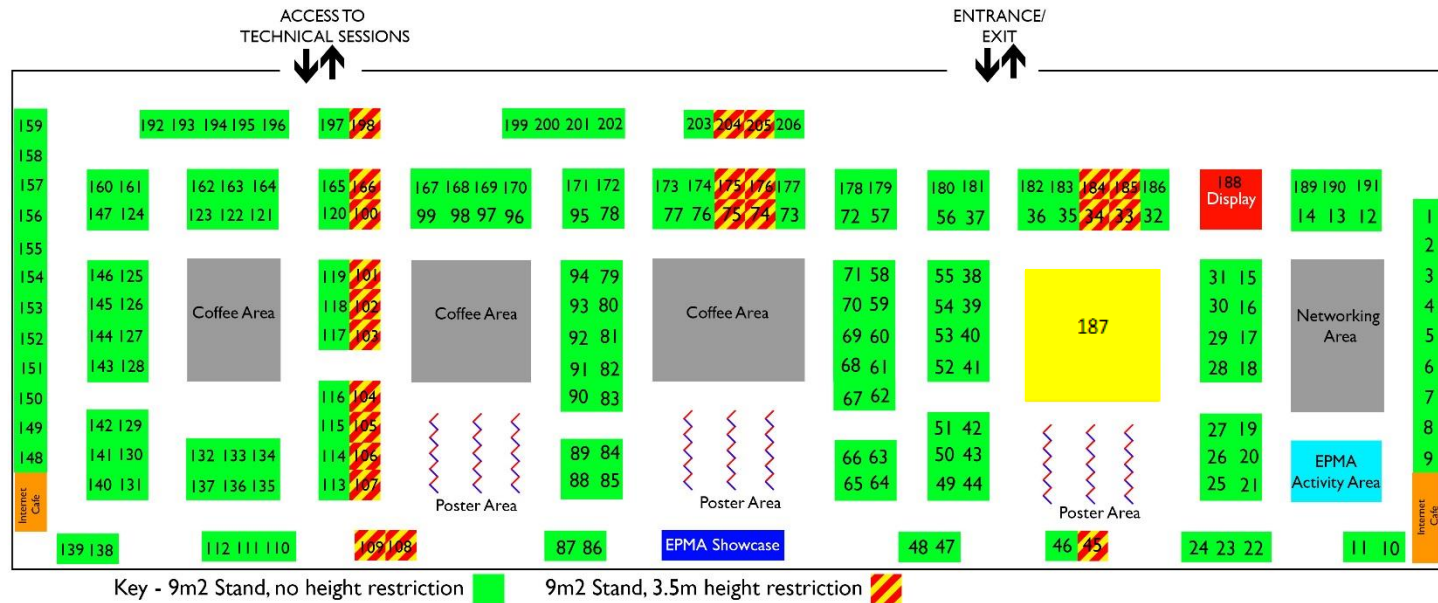 ACCESS TO
TECHNICAL SESSIONS
ENTRANCE/
EXIT
159
192 193 194 195 196
197 198
199 200 201 202
203 204 205 206
158
157
160 161
162 163 164
165 166
167 168 169 170
171 172
173 174 175 176 177
178 179
180 181
182 183 184 185 186
188
Display
189 190 191
156
147 124
123 122 121
120 100
99 98 97 96
95 78
77 76 75 74 73
72 57
56 37
36 35 34 33 32
14 13 12
1
155
2
154
146 125
119 101
94 79
71 58
55 38
31 15
3
153
145 126
Coffee Area
118 102
Coffee Area
93 80
Coffee Area
70 59
54 39
187
30 16
Networking
Area
4
152
144 127
117 103
92 81
69 60
53 40
29 17
5
151
143 128
91 82
68 61
52 41
28 18
6
150
116 104
90 83
67 62
7
149
142 129
115 105
51 42
27 19
8
148
141 130
132 133 134
114 106
89 84
66 63
50 43
26 20
EPMA
Activity Area
9
140 131
137 136 135
113 107
88 85
65 64
49 44
25 21
Internet
Cafe
Poster Area
Poster Area
Poster Area
Internet
Cafe
139 138
112 111 110
109 108
87 86
EPMA Showcase
48 47
46 45
24 23 22
11 10
Key - 9m2 Stand, no height restriction
9m2 Stand, 3.5m height restriction